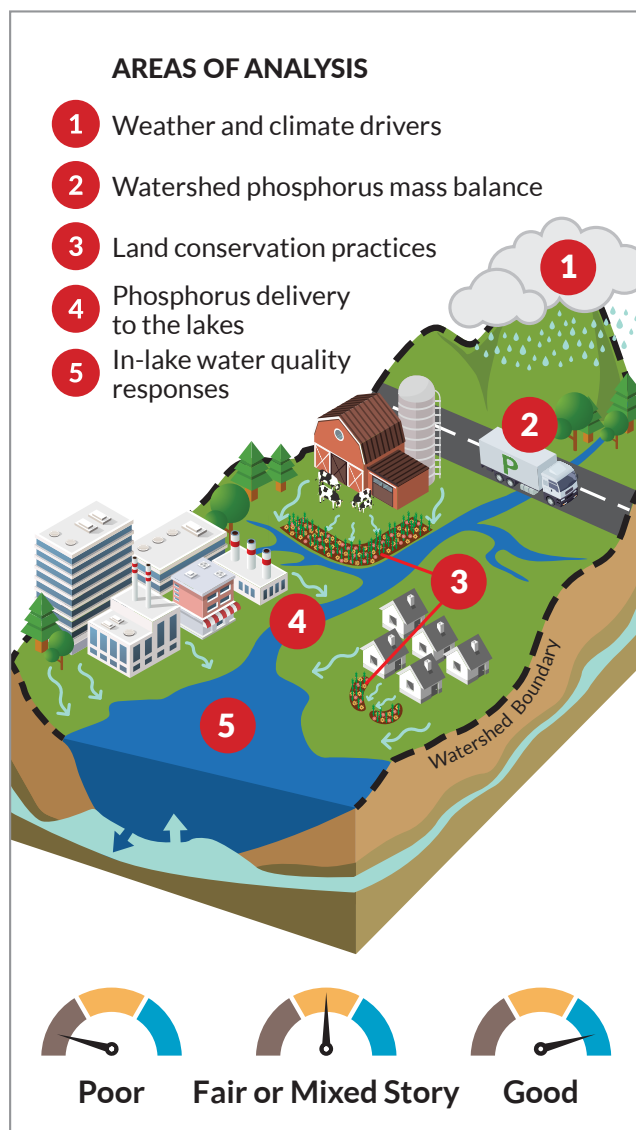 AREAS OF ANALYSIS
1 Weather and climate drivers
2 Watershed phosphorus mass balance
3 Land conservation practices
4 Phosphorus delivery
to the lakes
5 In-lake water quality
responses
1
2
P
3
4
5
Watershed Boundary
Poor
Fair or Mixed Story
Good